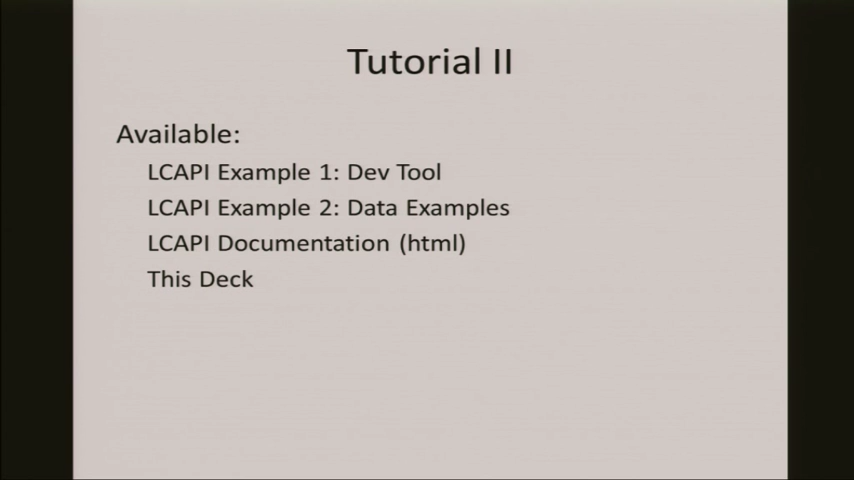 Tutorial II
Available:
LCAPI Example 1: Dev Tool
LCAPI Example 2: Data Examples
LCAPI Documentation (html)
This Deck